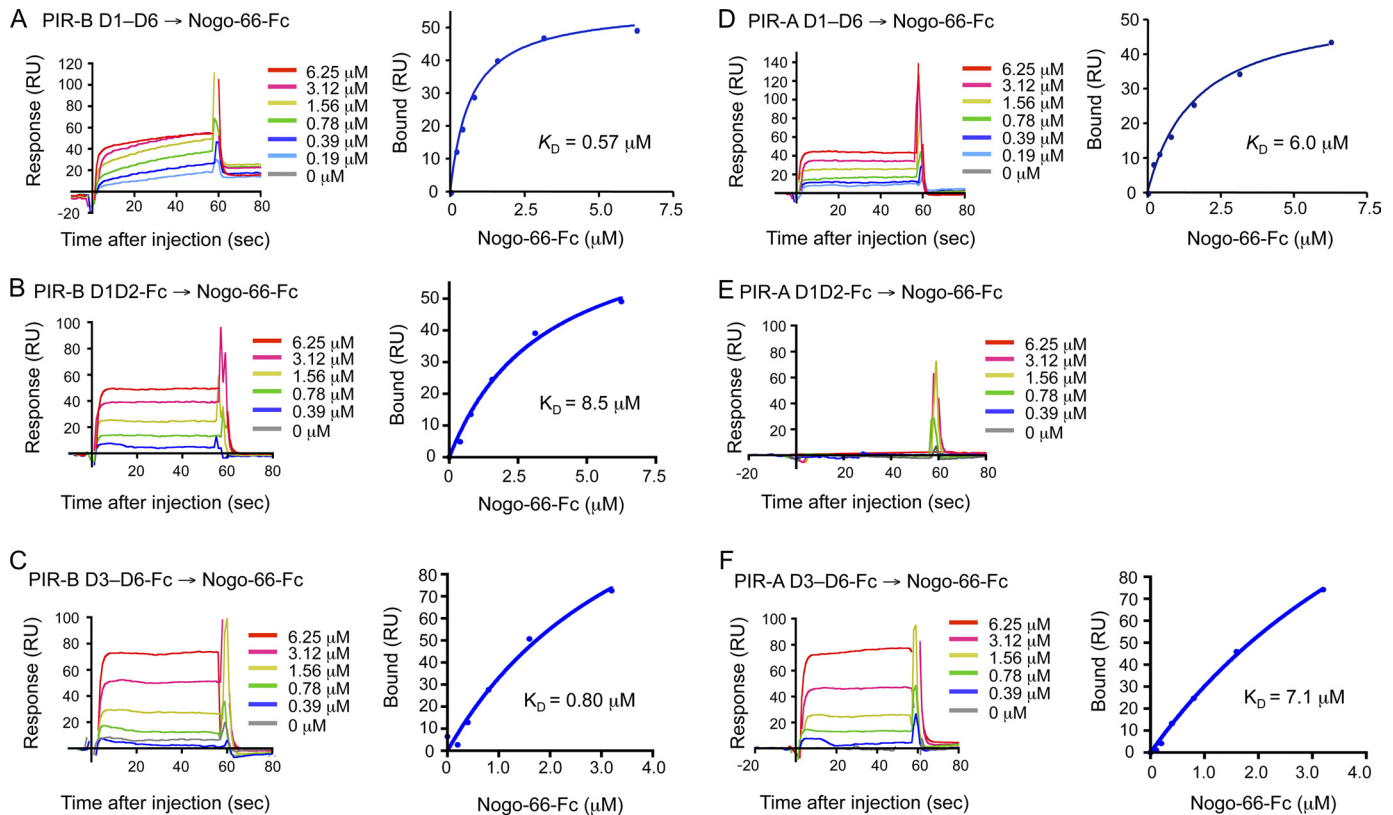 A
PIR-B D1–D6 → Nogo-66-Fc
Response (RU)
120
100
80
60
40
20
-20
20
40
60
80
Time after injection (sec)
6.25 μM
3.12 μM
1.56 μM
0.78 μM
0.39 μM
0.19 μM
0 μM
Bound (RU)
50
40
30
20
10
0
0
2.5
5.0
7.5
Nogo-66-Fc (μM)
KD = 0.57 μM
D
PIR-A D1–D6 → Nogo-66-Fc
Response (RU)
140
120
100
80
60
40
20
20
40
60
80
Time after injection (sec)
6.25 μM
3.12 μM
1.56 μM
0.78 μM
0.39 μM
0.19 μM
0 μM
Bound (RU)
50
40
30
20
10
0
0
2.5
5.0
7.5
Nogo-66-Fc (μM)
KD = 6.0 μM
B
PIR-B D1D2-Fc → Nogo-66-Fc
Response (RU)
100
80
60
40
20
20
40
60
80
Time after injection (sec)
6.25 μM
3.12 μM
1.56 μM
0.78 μM
0.39 μM
0 μM
Bound (RU)
50
40
30
20
10
0
0
2.5
5.0
7.5
Nogo-66-Fc (μM)
KD = 8.5 μM
E
PIR-A D1D2-Fc → Nogo-66-Fc
Response (RU)
100
80
60
40
20
-20
0
20
40
60
80
Time after injection (sec)
6.25 μM
3.12 μM
1.56 μM
0.78 μM
0.39 μM
0 μM
C
PIR-B D3–D6-Fc → Nogo-66-Fc
Response (RU)
100
80
60
40
20
20
40
60
80
Time after injection (sec)
6.25 μM
3.12 μM
1.56 μM
0.78 μM
0.39 μM
0 μM
Bound (RU)
80
70
60
50
40
30
20
10
0
0
1.0
2.0
3.0
4.0
Nogo-66-Fc (μM)
KD = 0.80 μM
F
PIR-A D3–D6-Fc → Nogo-66-Fc
Response (RU)
100
80
60
40
20
-20
0
20
40
60
80
Time after injection (sec)
6.25 μM
3.12 μM
1.56 μM
0.78 μM
0.39 μM
0 μM
Bound (RU)
80
70
60
50
40
30
20
10
0
0
1.0
2.0
3.0
4.0
Nogo-66-Fc (μM)
KD = 7.1 μM